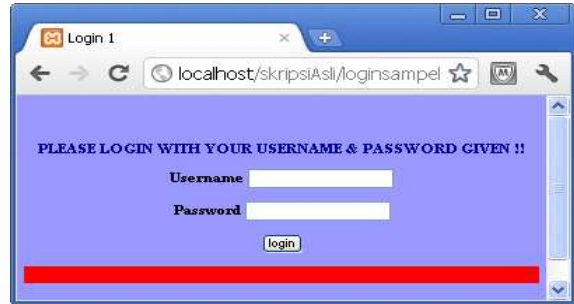 Login 1
localhost/skripsiAsli/loginsampel
PLEASE LOGIN WITH YOUR USERNAME & PASSWORD GIVEN !!
Username
Password
login